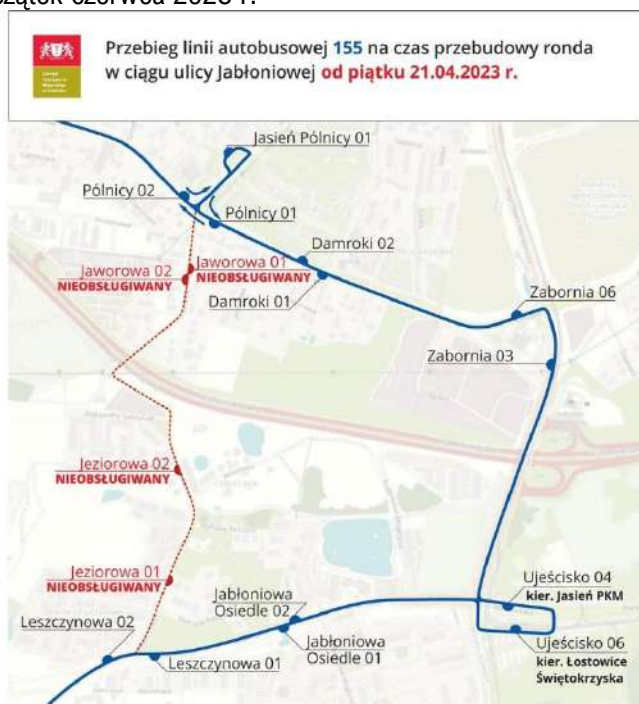 czątek czerwca 2023 r.
Przebieg linii autobusowej 155 na czas przebudowy ronda
w ciągu ulicy Jabłoniowej od piątku 21.04.2023 r.
Jasień Pólnicy 01
Pólnicy 02
Pólnicy 01
Damroki 02
Jaworowa 02
NIEOBSŁUGIWANY
Jaworowa 01
NIEOBSŁUGIWANY
Damroki 01
Zabornia 06
Zabornia 03
Jeziorowa 02
NIEOBSŁUGIWANY
Jeziorowa 01
NIEOBSŁUGIWANY
Ujeścisko 04
kier. Jasień PKM
Jabłoniowa
Osiedle 02
Leszczynowa 02
Leszczynowa 01
Jabłoniowa
Osiedle 01
Ujeścisko 06
kier. Łostowice
Świętokrzyska